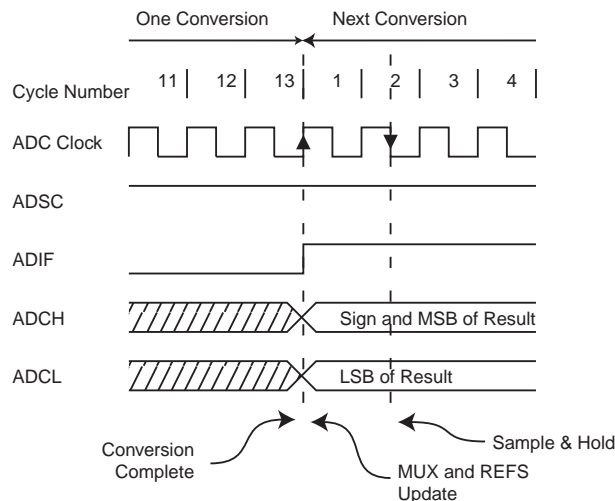 One Conversion Next Conversion
Cycle Number 11 12 13 1 2 3 4
ADC Clock
ADSC
ADIF
ADCH Sign and MSB of Result
ADCL LSB of Result
Conversion
Complete
MUX and REFS
Update
Sample & Hold